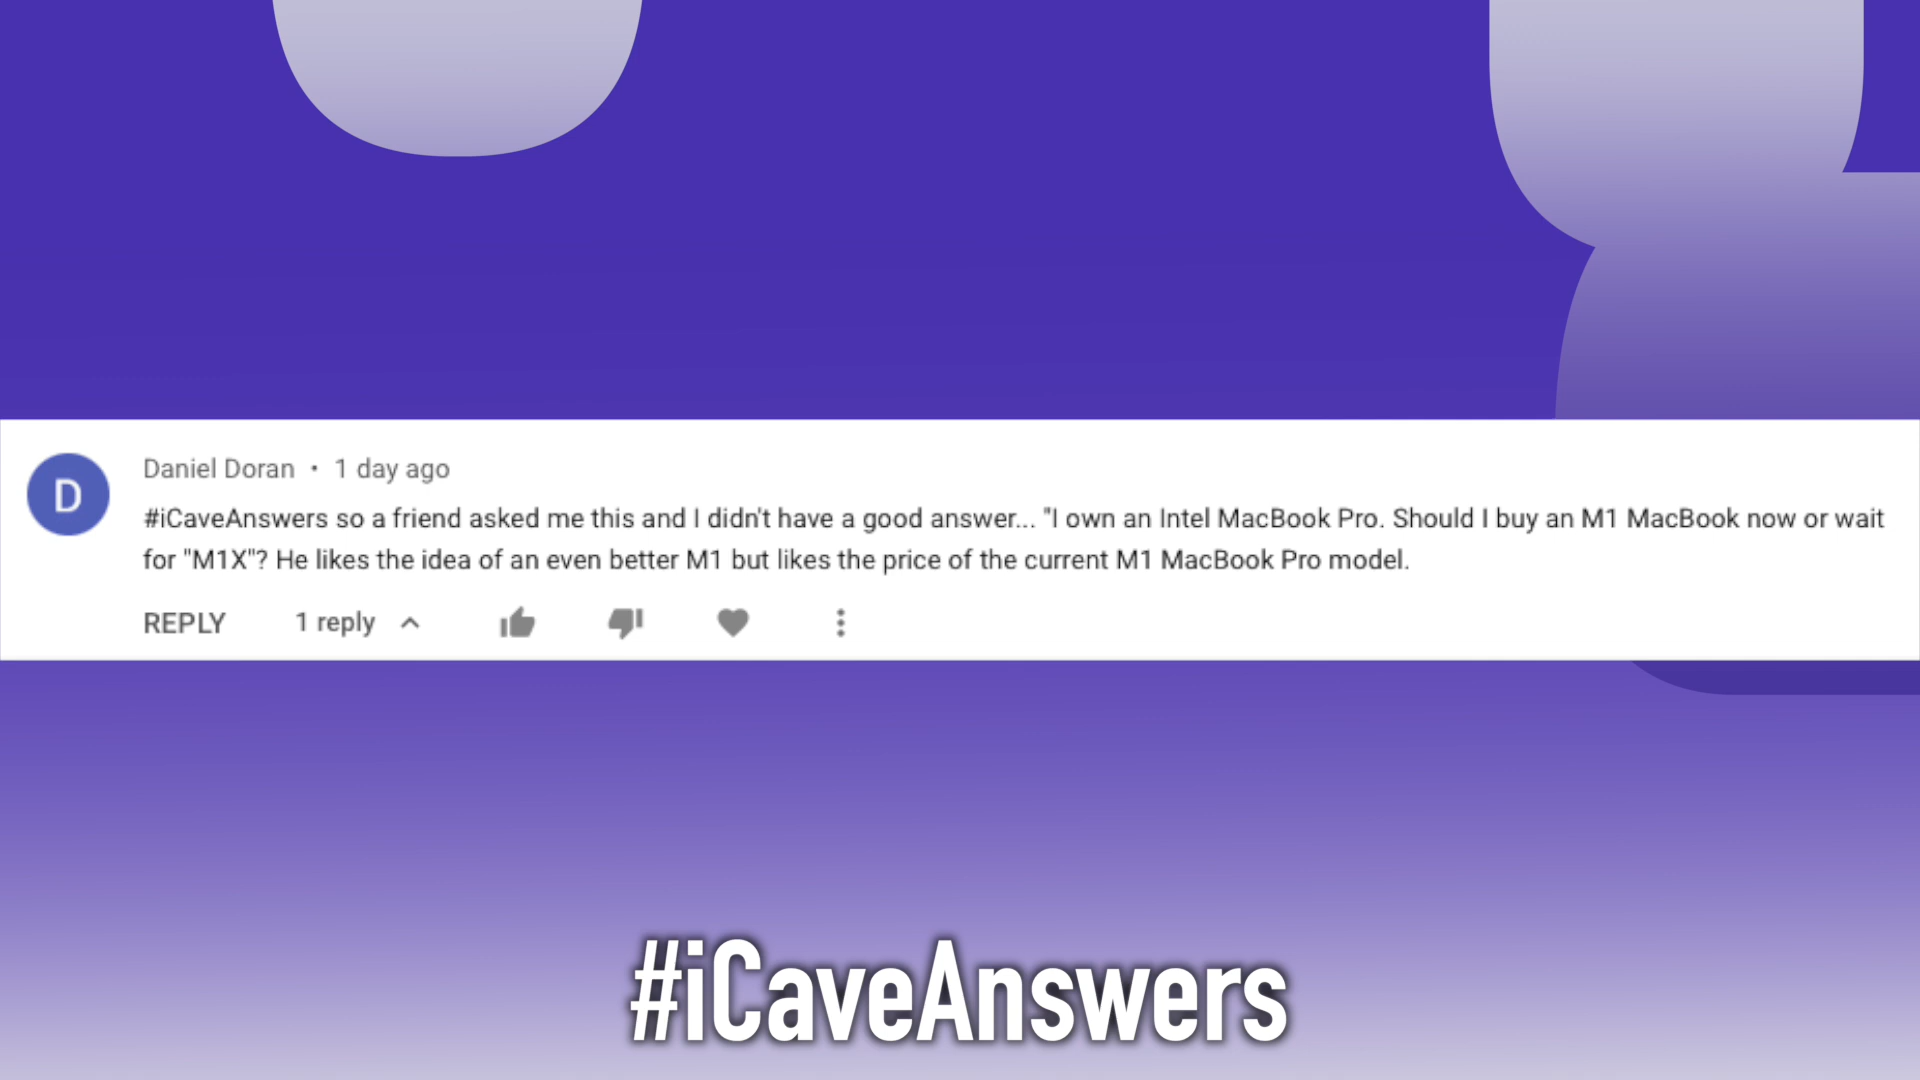 D
Daniel Doran • 1 day ago
#iCaveAnswers so a friend asked me this and I didn't have a good answer... "I own an Intel MacBook Pro. Should I buy an M1 MacBook now or wait
for "M1X"? He likes the idea of an even better M1 but likes the price of the current M1 MacBook Pro model.
REPLY 1 reply
#iCaveAnswers